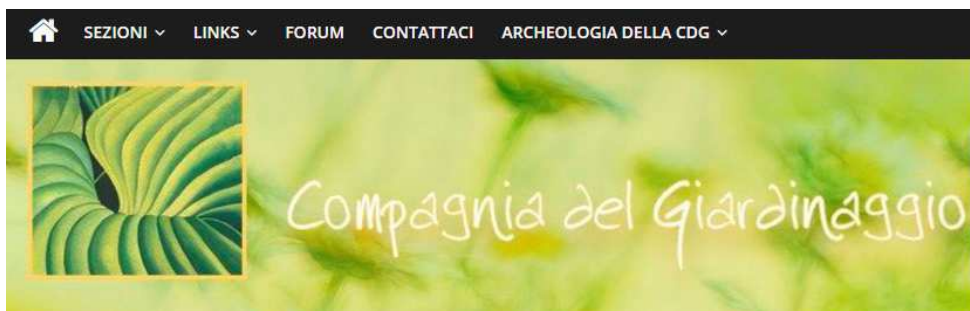 SEZIONI LINKS FORUM CONTATTACI ARCHEOLOGIA DELLA CDG
Compagnia del Giardinaggio